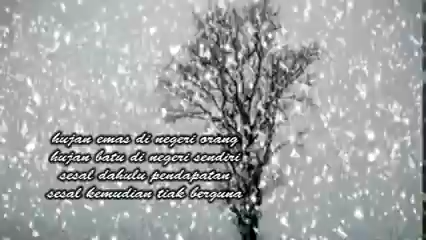 hujan emas di negeri orang
hujan batu di negeri sendiri
sesal dahulu pendapatan
sesal kemudian tiak berguna